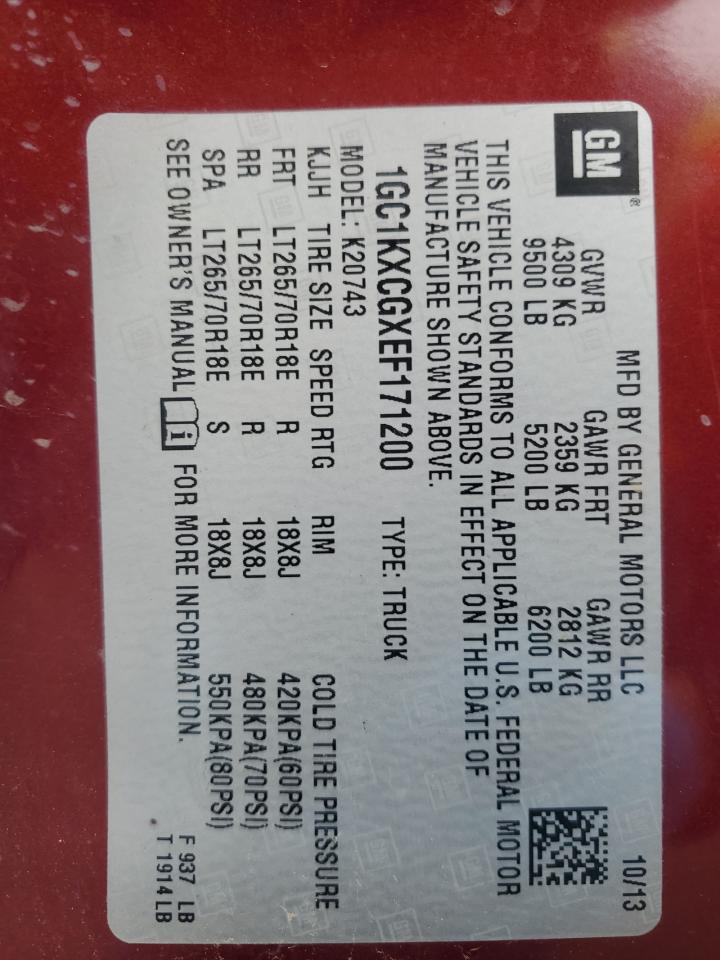 GM®
MFD BY GENERAL MOTORS LLC 10/13
GVWR GAWR FRT GAWR RR
4309 KG 2359 KG 2812 KG
9500 LB 5200 LB 6200 LB
THIS VEHICLE CONFORMS TO ALL APPLICABLE U.S. FEDERAL MOTOR
VEHICLE SAFETY STANDARDS IN EFFECT ON THE DATE OF
MANUFACTURE SHOWN ABOVE.
1GC1KXCGXEF171200 TYPE: TRUCK
MODEL: K20743
KJJH TIRE SIZE SPEED RTG RIM COLD TIRE PRESSURE
FRT LT265/70R18E R 18X8J 420KPA(60PSI)
RR LT265/70R18E R 18X8J 480KPA(70PSI)
SPA LT265/70R18E S 18X8J 550KPA(80PSI)
SEE OWNER'S MANUAL i FOR MORE INFORMATION.
F 937 LB
T 1914 LB